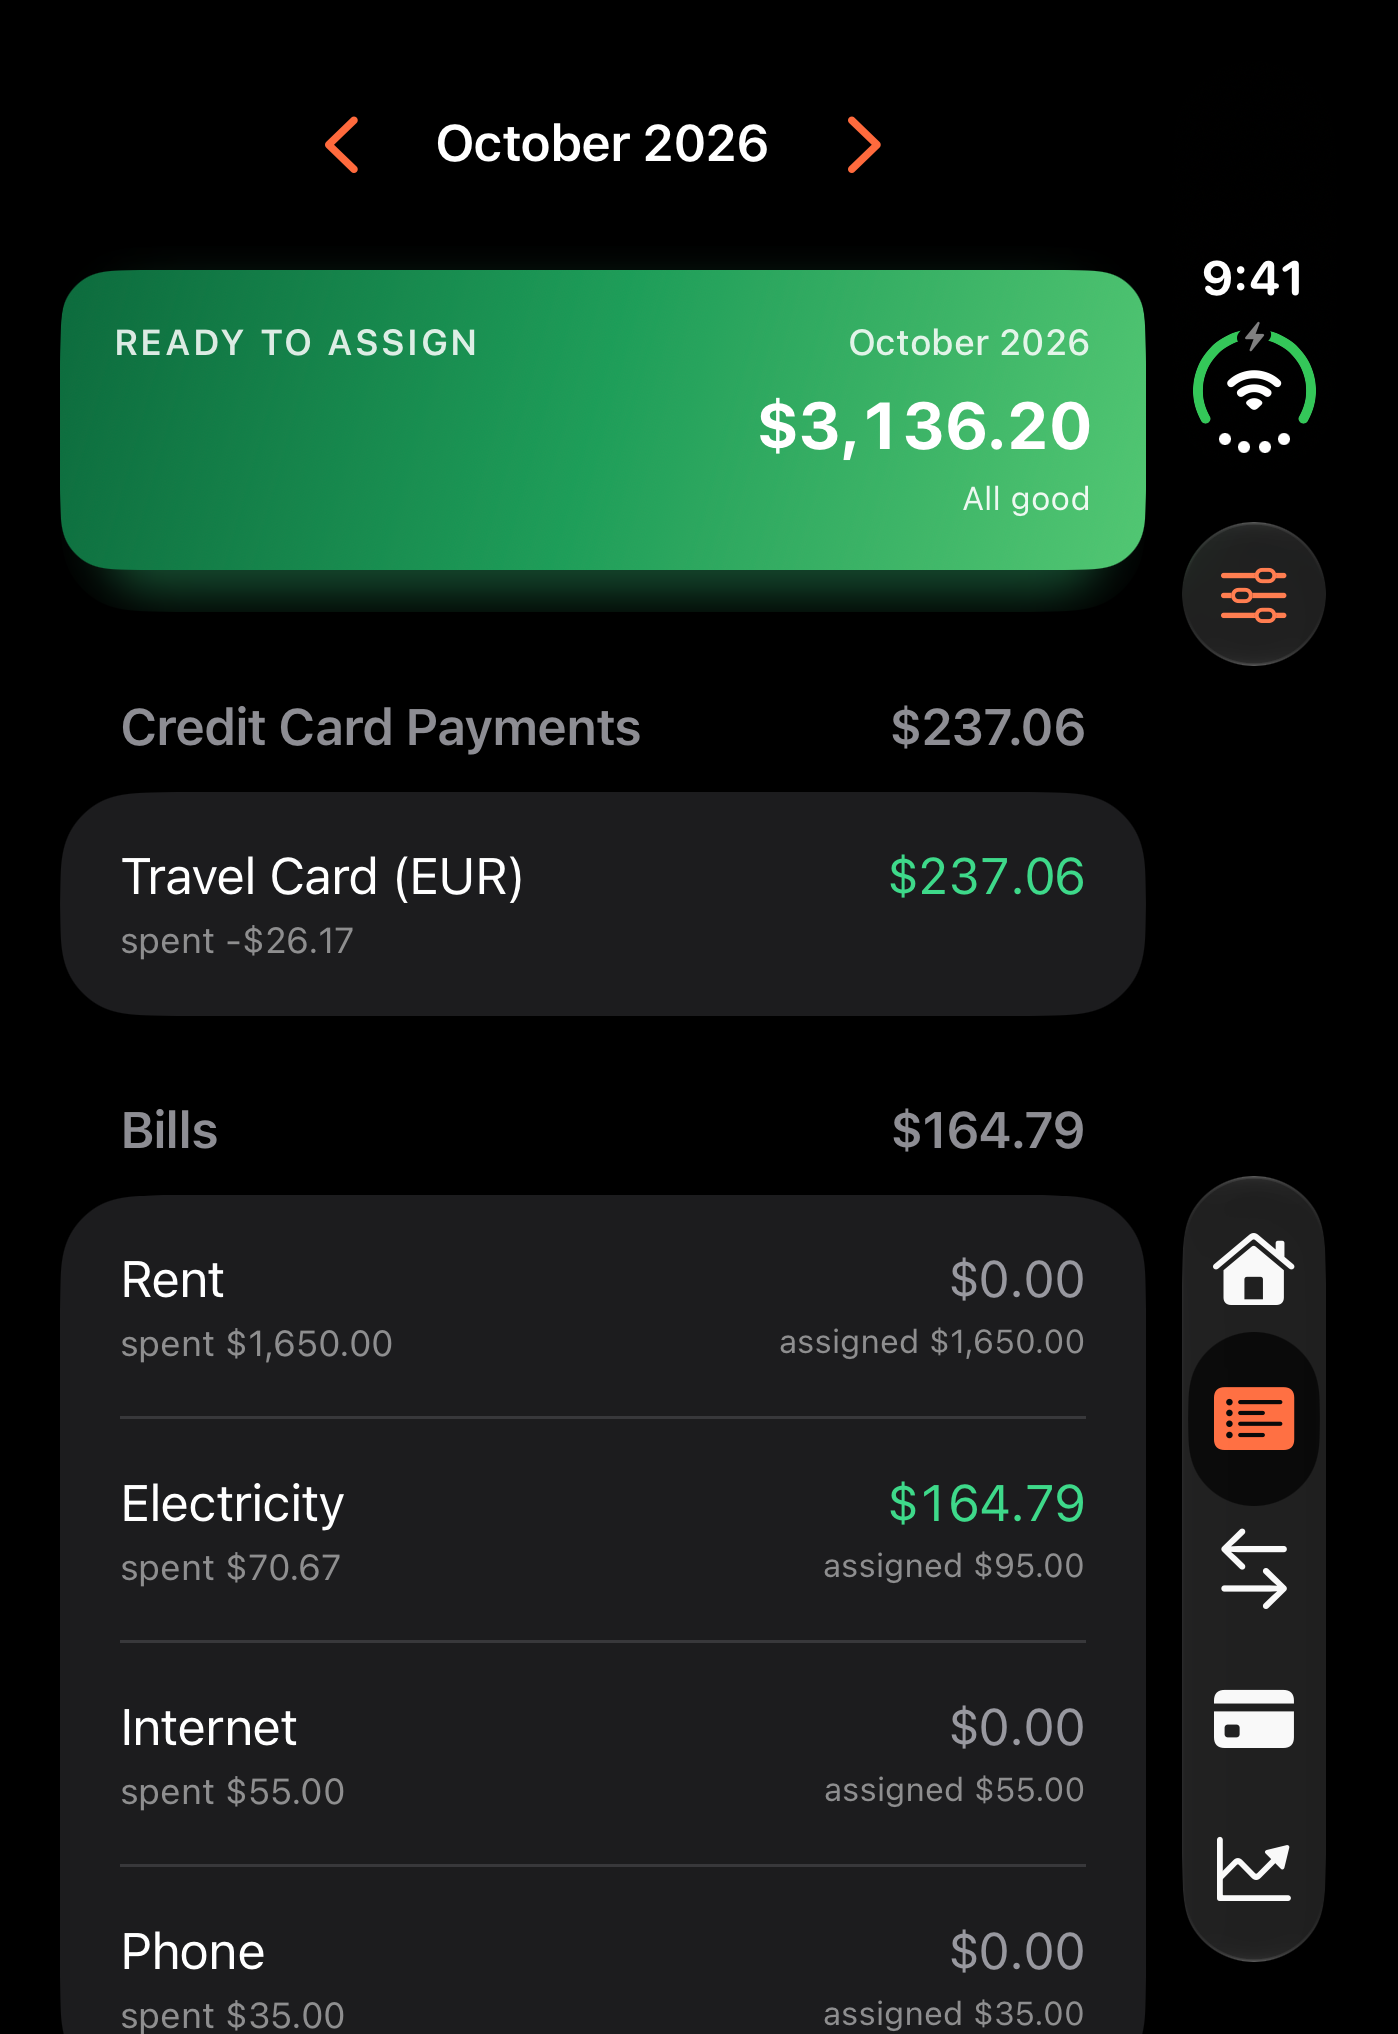 October 2026
9:41
READY TO ASSIGN
October 2026
$3,136.20
All good
Credit Card Payments
$237.06
Travel Card (EUR)
$237.06
spent -$26.17
Bills
$164.79
Rent
$0.00
spent $1,650.00
assigned $1,650.00
Electricity
$164.79
spent $70.67
assigned $95.00
Internet
$0.00
spent $55.00
assigned $55.00
Phone
$0.00
spent $35.00
assigned $35.00